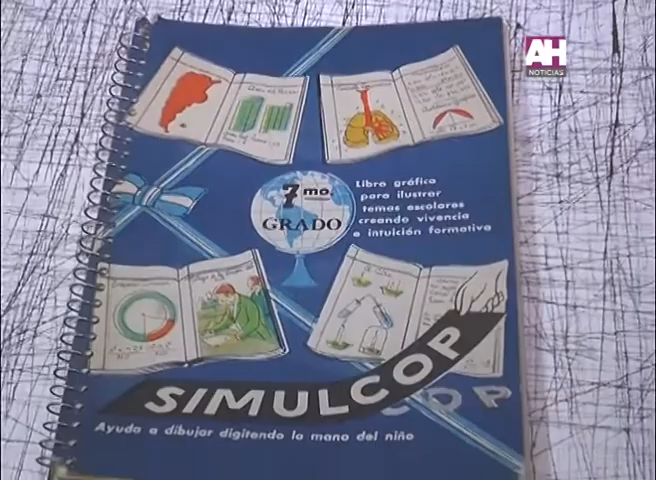 AH
NOTICIAS
7mo.
GRADO
Libro gráfico
para ilustrar
temas escolares
creando vivencia
e intuición formativa
SIMULCOP
COP
Ayuda a dibujar digitendo la mano del niño